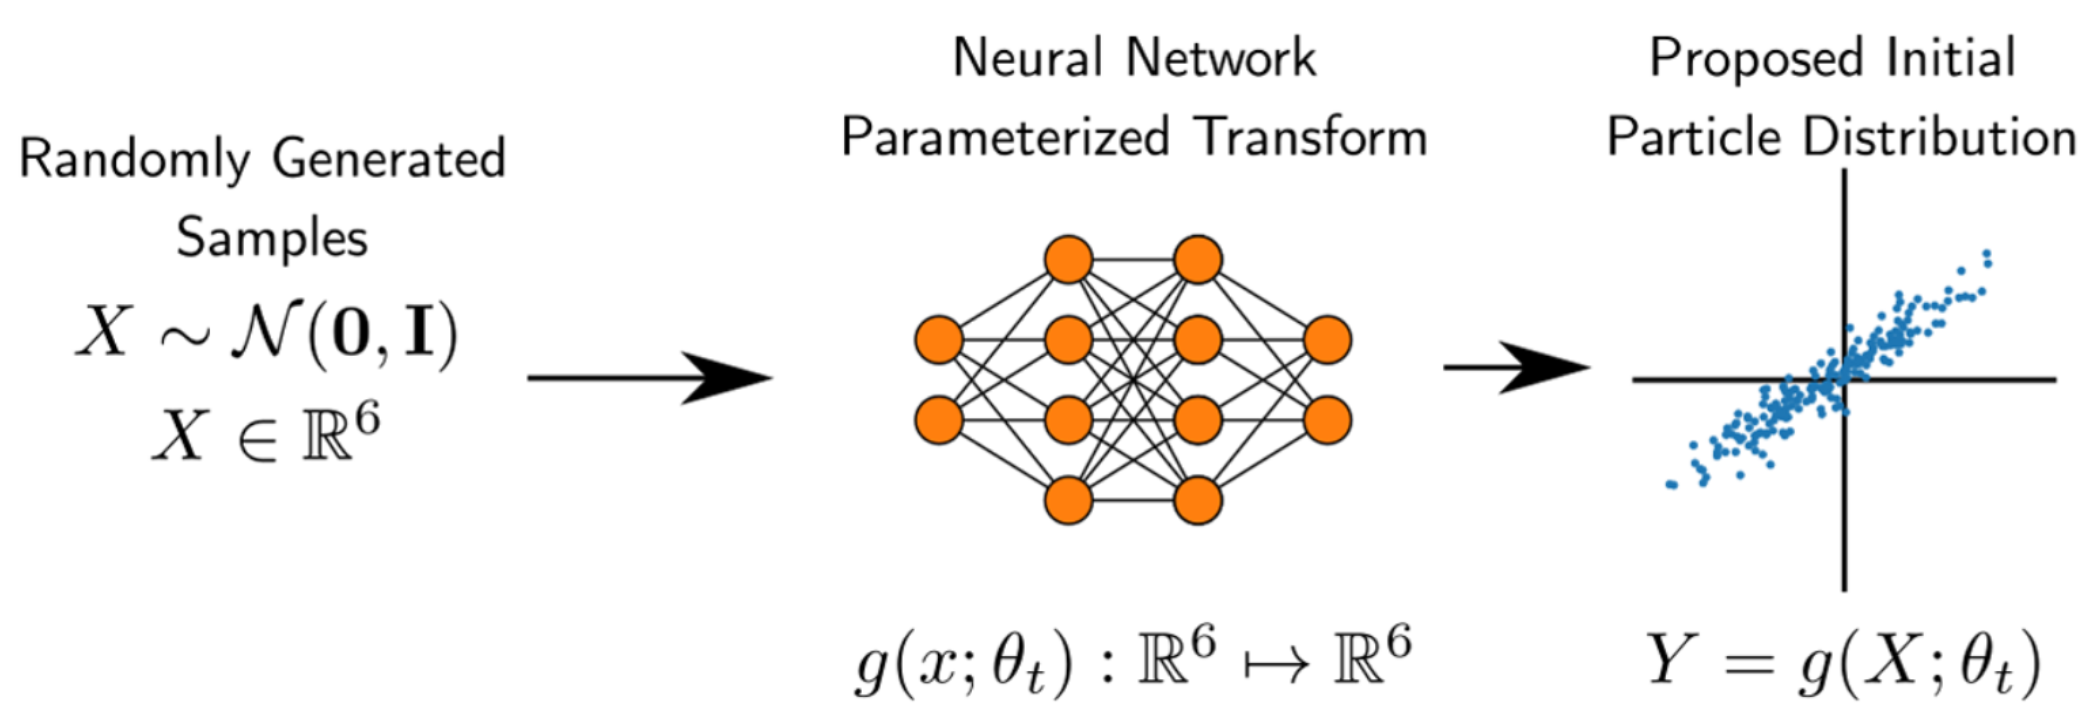 Randomly Generated
Samples
X ∼ 𝒩(𝟎, 𝐈)
X ∈ ℝ⁶
Neural Network
Parameterized Transform
g(x; θₜ) : ℝ⁶ ↦ ℝ⁶
Proposed Initial
Particle Distribution
Y = g(X; θₜ)